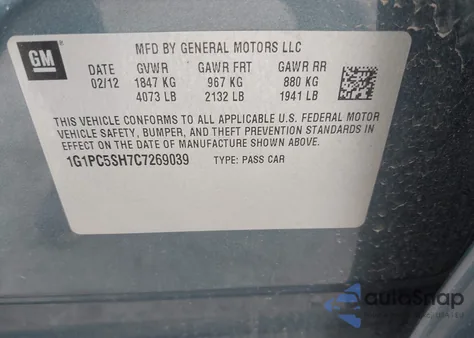 GM
MFD BY GENERAL MOTORS LLC
DATE GVWR GAWR FRT GAWR RR
02/12 1847 KG 967 KG 880 KG
4073 LB 2132 LB 1941 LB
THIS VEHICLE CONFORMS TO ALL APPLICABLE U.S. FEDERAL MOTOR
VEHICLE SAFETY, BUMPER, AND THEFT PREVENTION STANDARDS
IN EFFECT ON THE DATE OF MANUFACTURE SHOWN ABOVE.
1G1PC5SH7C7269039 TYPE: PASS CAR
autoSnap